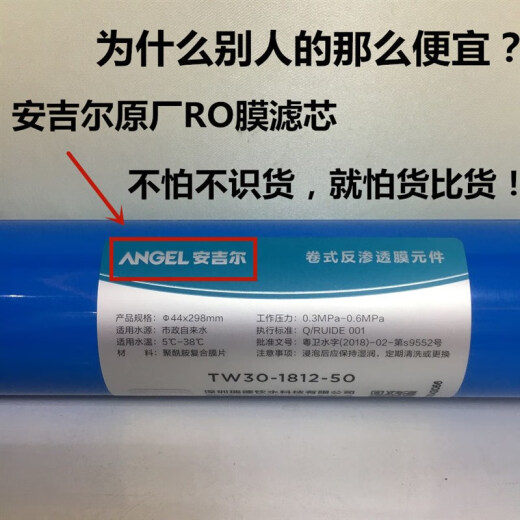 为什么别人的那么便宜？
安吉尔原厂RO膜滤芯
不怕不识货，就怕货比货！
ANGEL 安吉尔
卷式反渗透膜元件
产品规格：Φ44x298mm 工作压力：0.3MPa-0.6MPa
适用水源：市政自来水 执行标准：Q/RUIDE 001
适用水温：5℃-38℃ 批准文号：粤卫水字(2018)-02-第s9552号
材 料：聚酰胺复合膜片 注意事项：浸泡后应保持湿润，定期清洗或更换
TW30-1812-50